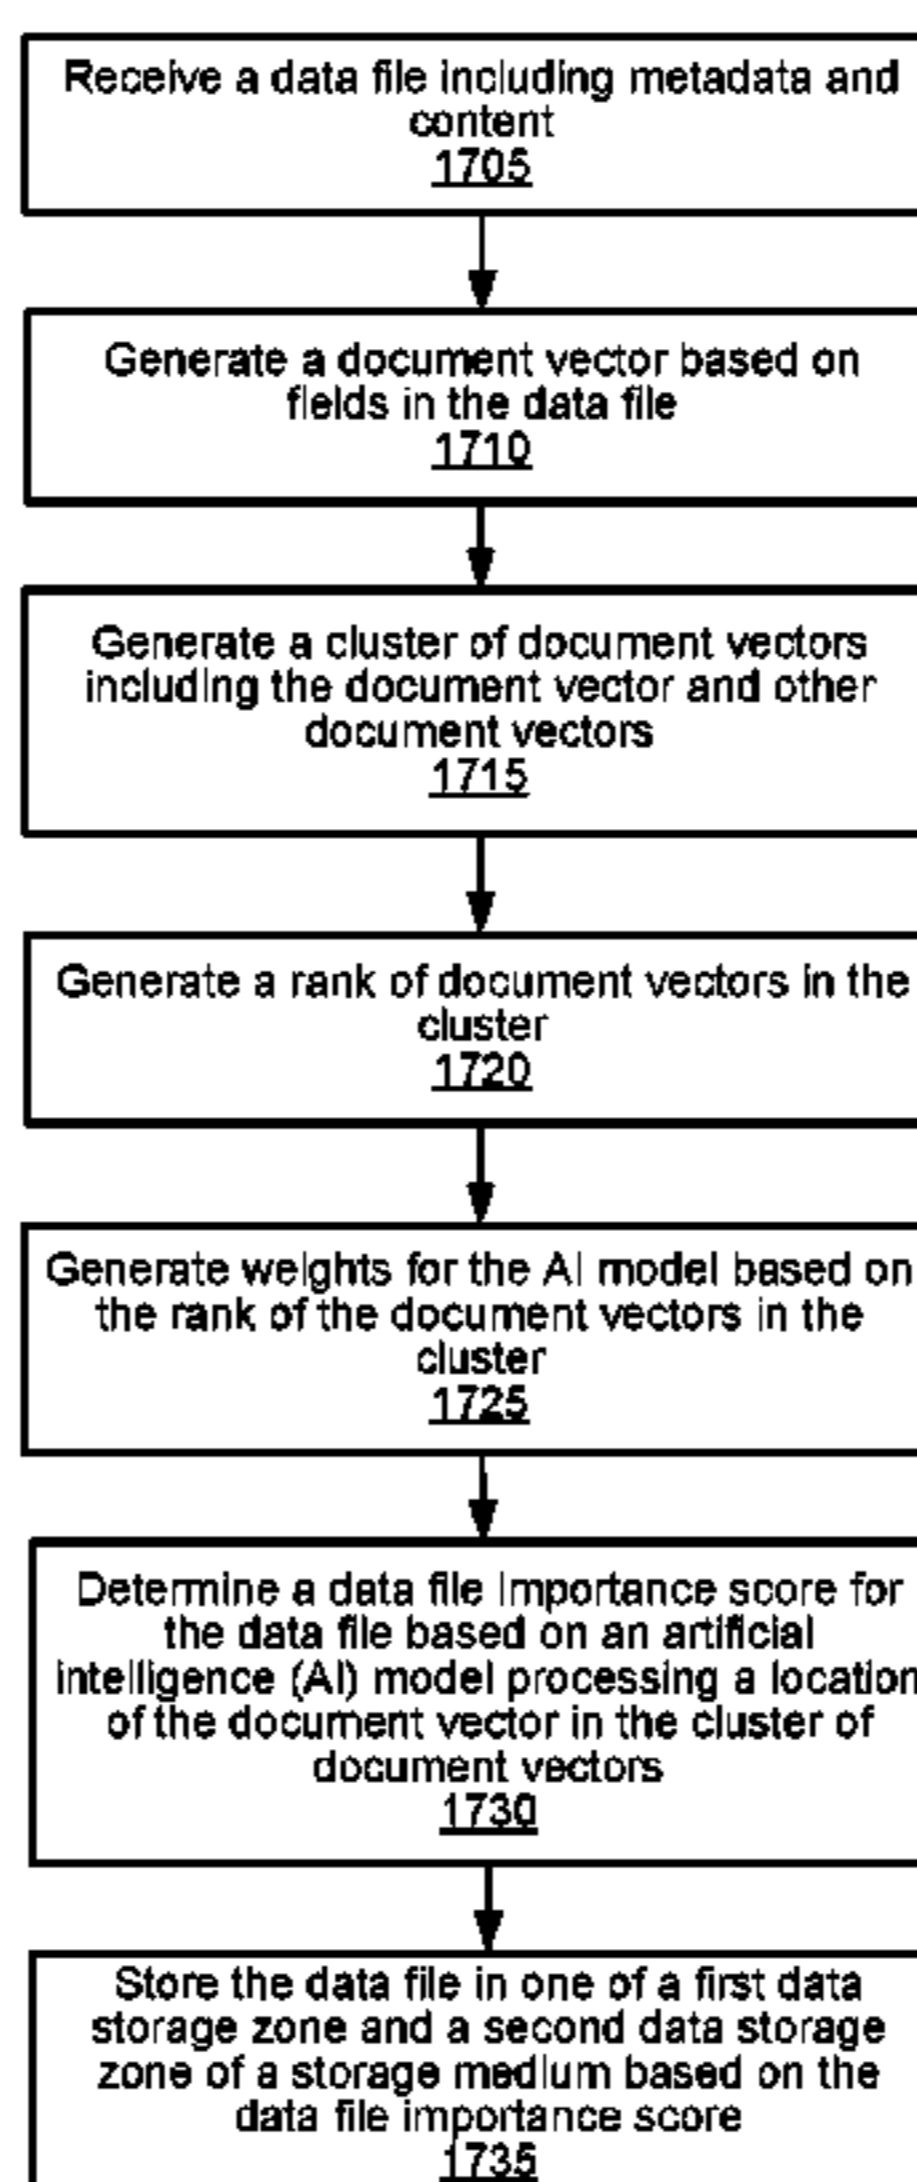 Receive a data file including metadata and
content
1705
Generate a document vector based on
fields in the data file
1710
Generate a cluster of document vectors
including the document vector and other
document vectors
1715
Generate a rank of document vectors in the
cluster
1720
Generate weights for the AI model based on
the rank of the document vectors in the
cluster
1725
Determine a data file importance score for
the data file based on an artificial
intelligence (AI) model processing a location
of the document vector in the cluster of
document vectors
1730
Store the data file in one of a first data
storage zone and a second data storage
zone of a storage medium based on the
data file importance score
1735